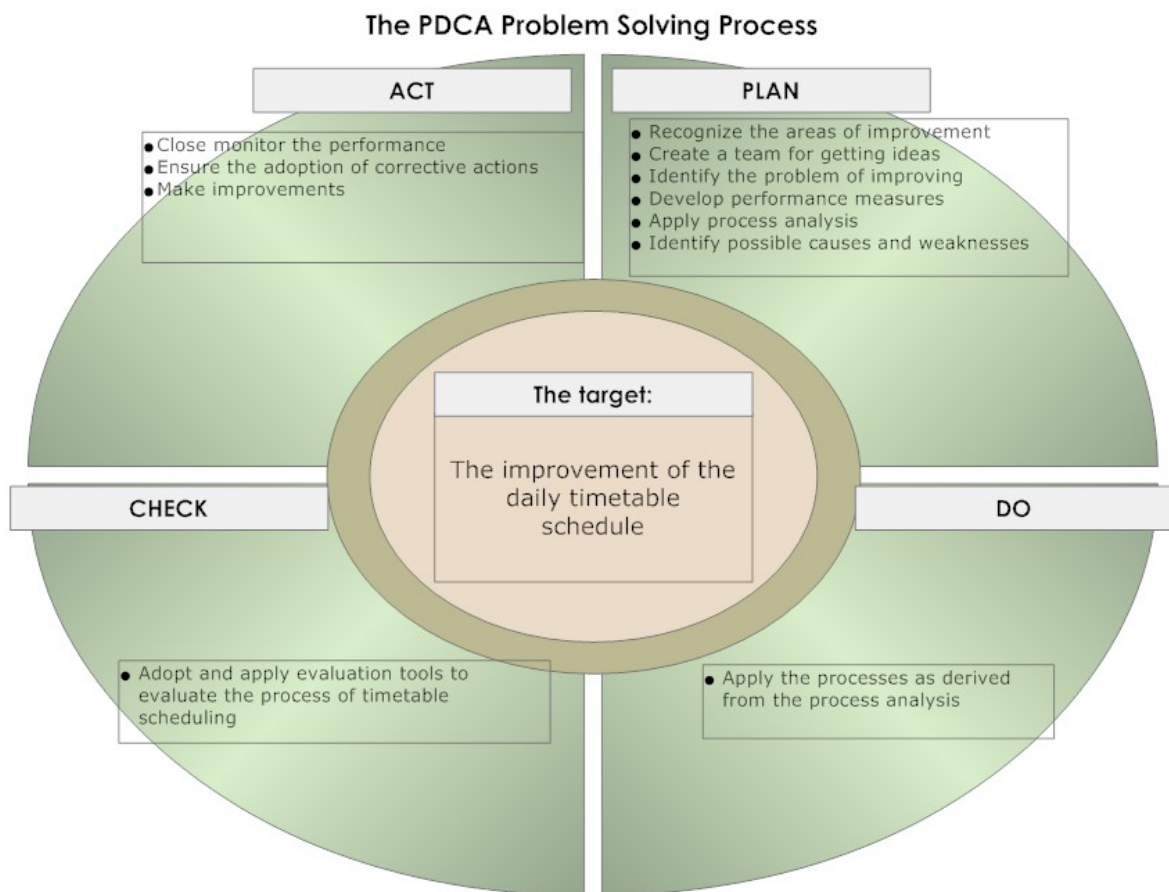 The PDCA Problem Solving Process
ACT
● Close monitor the performance
● Ensure the adoption of corrective actions
● Make improvements
PLAN
● Recognize the areas of improvement
● Create a team for getting ideas
● Identify the problem of improving
● Develop performance measures
● Apply process analysis
● Identify possible causes and weaknesses
The target:
The improvement of the
daily timetable
schedule
CHECK
● Adopt and apply evaluation tools to
evaluate the process of timetable
scheduling
DO
● Apply the processes as derived
from the process analysis